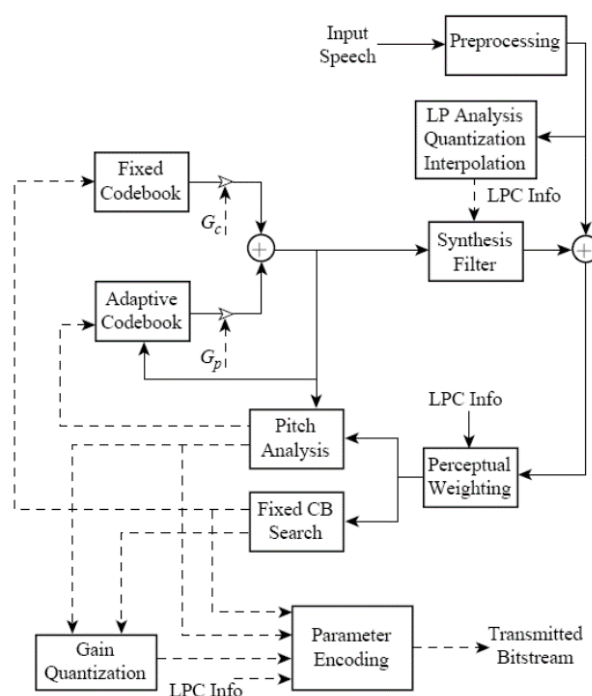 Input
Speech
Preprocessing
LP Analysis
Quantization
Interpolation
LPC Info
Fixed
Codebook
G_c
+
Synthesis
Filter
+
Adaptive
Codebook
G_p
LPC Info
Pitch
Analysis
Perceptual
Weighting
Fixed CB
Search
Gain
Quantization
LPC Info
Parameter
Encoding
Transmitted
Bitstream